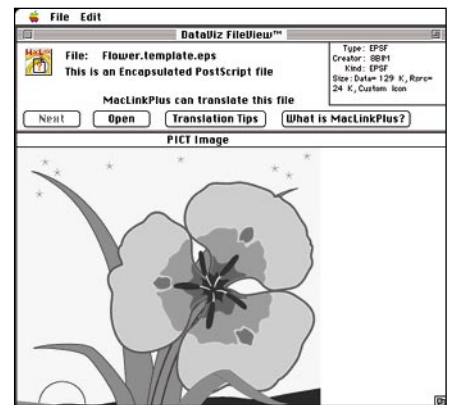 File Edit
DataViz FileView™
MacLink
File: Flower.template.eps
This is an Encapsulated PostScript file
MacLinkPlus can translate this file
Type: EPSF
Creator: 8BIM
Kind: EPSF
Size: Data= 129 K, Rsrc=
24 K, Custom Icon
Next Open Translation Tips What is MacLinkPlus?
PICT Image